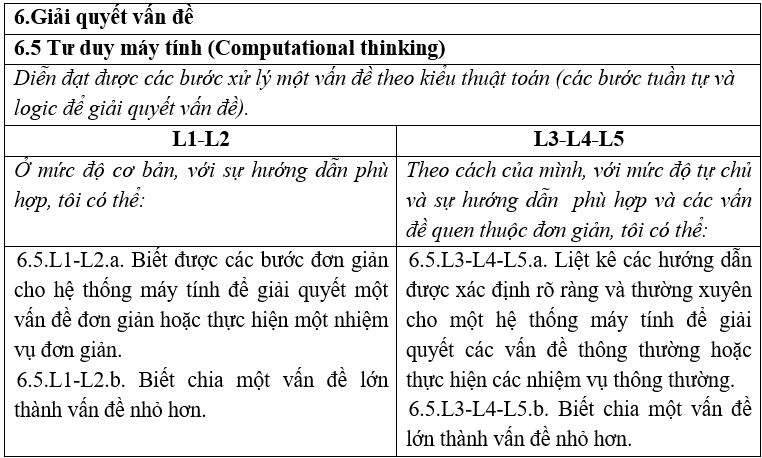 6.Giải quyết vấn đề
6.5 Tư duy máy tính (Computational thinking)
Diễn đạt được các bước xử lý một vấn đề theo kiểu thuật toán (các bước tuần tự và
logic để giải quyết vấn đề).
L1-L2
Ở mức độ cơ bản, với sự hướng dẫn phù
hợp, tôi có thể:
6.5.L1-L2.a. Biết được các bước đơn giản
cho hệ thống máy tính để giải quyết một
vấn đề đơn giản hoặc thực hiện một nhiệm
vụ đơn giản.
6.5.L1-L2.b. Biết chia một vấn đề lớn
thành vấn đề nhỏ hơn.
L3-L4-L5
Theo cách của mình, với mức độ tự chủ
và sự hướng dẫn phù hợp và các vấn
đề quen thuộc đơn giản, tôi có thể:
6.5.L3-L4-L5.a. Liệt kê các hướng dẫn
được xác định rõ ràng và thường xuyên
cho một hệ thống máy tính để giải
quyết các vấn đề thông thường hoặc
thực hiện các nhiệm vụ thông thường.
6.5.L3-L4-L5.b. Biết chia một vấn đề
lớn thành vấn đề nhỏ hơn.